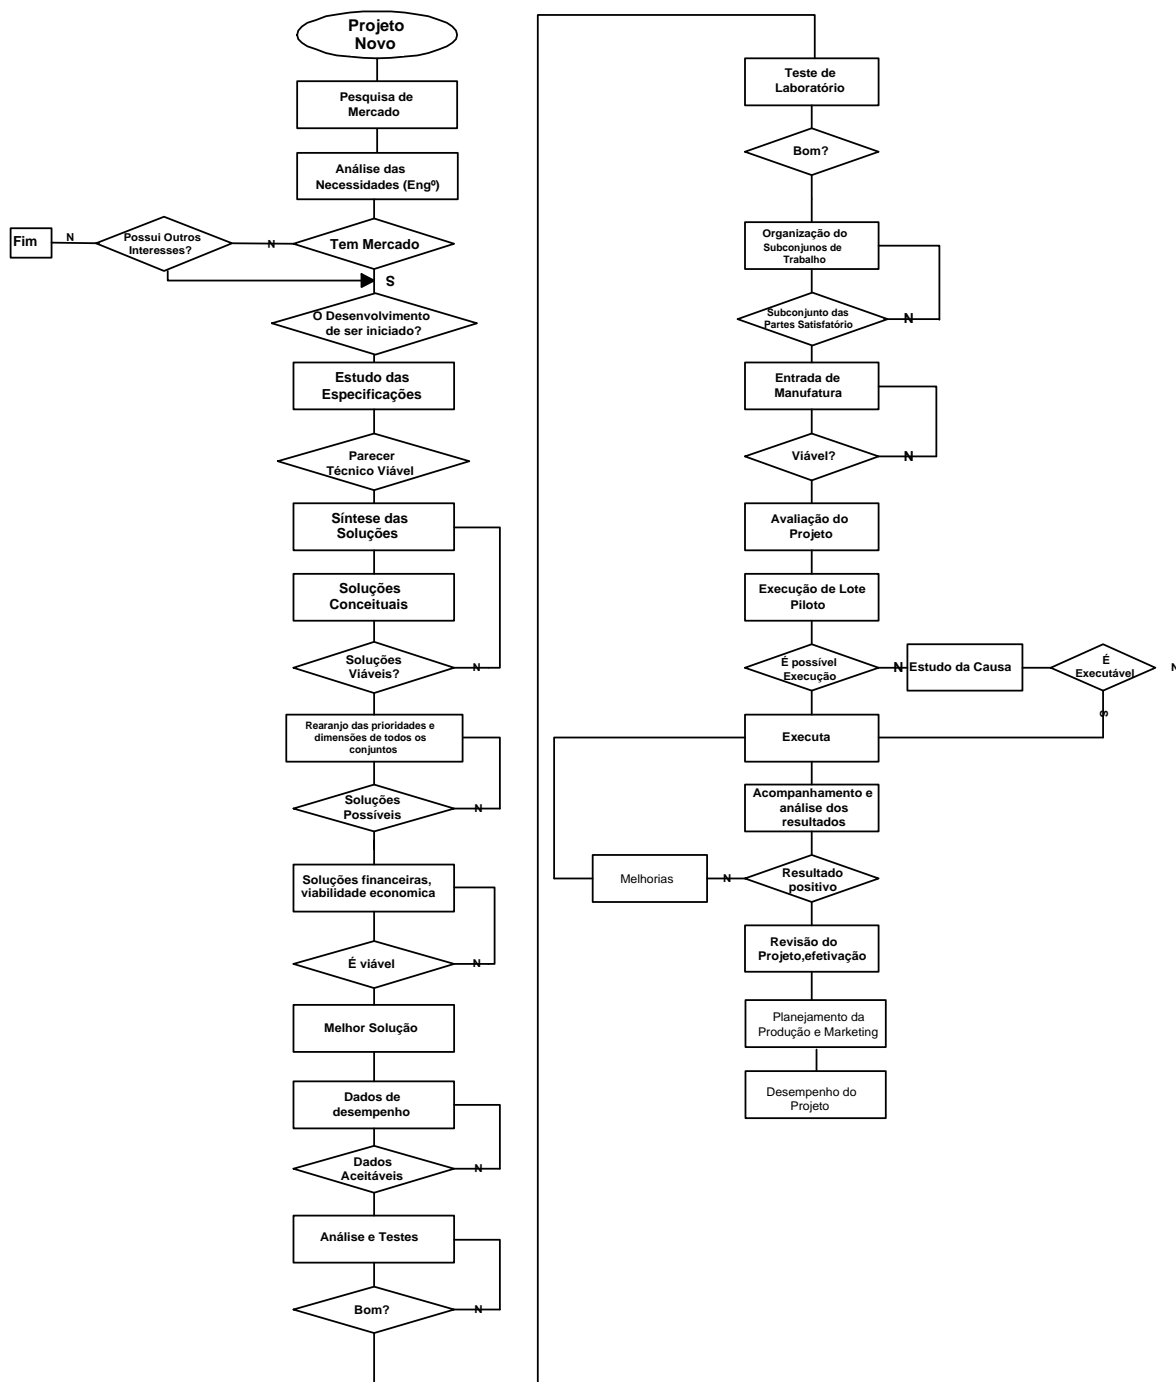 Projeto
Novo
Pesquisa de
Mercado
Análise das
Necessidades (Engº)
Tem Mercado
N
Possui Outros
Interesses?
N
Fim
S
O Desenvolvimento
de ser iniciado?
Estudo das
Especificações
Parecer
Técnico Viável
Síntese das
Soluções
Soluções
Conceituais
Soluções
Viáveis?
N
Rearanjo das prioridades e
dimensões de todos os
conjuntos
Soluções
Possíveis
N
Soluções financeiras,
viabilidade economica
É viável
N
Melhor Solução
Dados de
desempenho
Dados
Aceitáveis
N
Análise e Testes
Bom?
N
Teste de
Laboratório
Bom?
Organização do
Subconjunos de
Trabalho
Subconjunto das
Partes Satisfatório
N
Entrada de
Manufatura
Viável?
N
Avaliação do
Projeto
Execução de Lote
Piloto
É possível
Execução
N
Estudo da Causa
É
Executável
N
S
Executa
Acompanhamento e
análise dos
resultados
Resultado
positivo
N
Melhorias
Revisão do
Projeto,efetivação
Planejamento da
Produção e Marketing
Desempenho do
Projeto